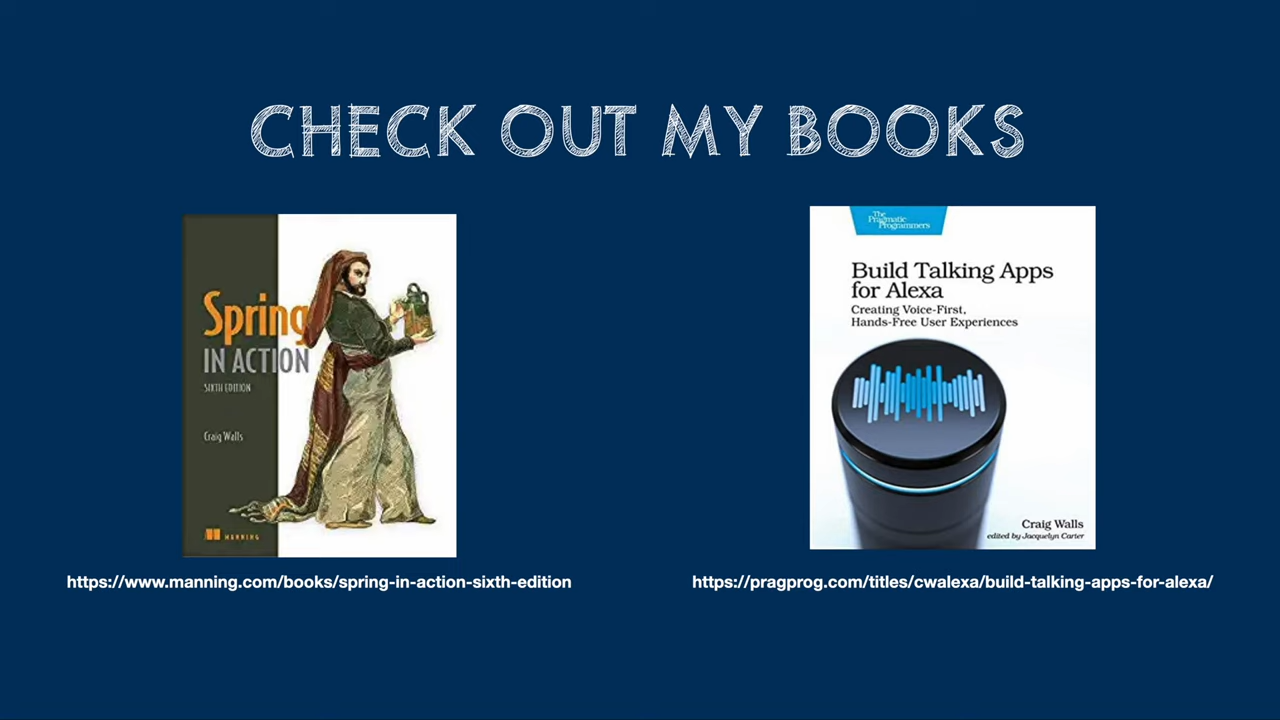 CHECK OUT MY BOOKS
Spring
IN ACTION
SIXTH EDITION
Craig Walls
MANNING
https://www.manning.com/books/spring-in-action-sixth-edition
The
Pragmatic
Programmers
Build Talking Apps
for Alexa
Creating Voice-First,
Hands-Free User Experiences
Craig Walls
edited by Jacquelyn Carter
https://pragprog.com/titles/cwalexa/build-talking-apps-for-alexa/